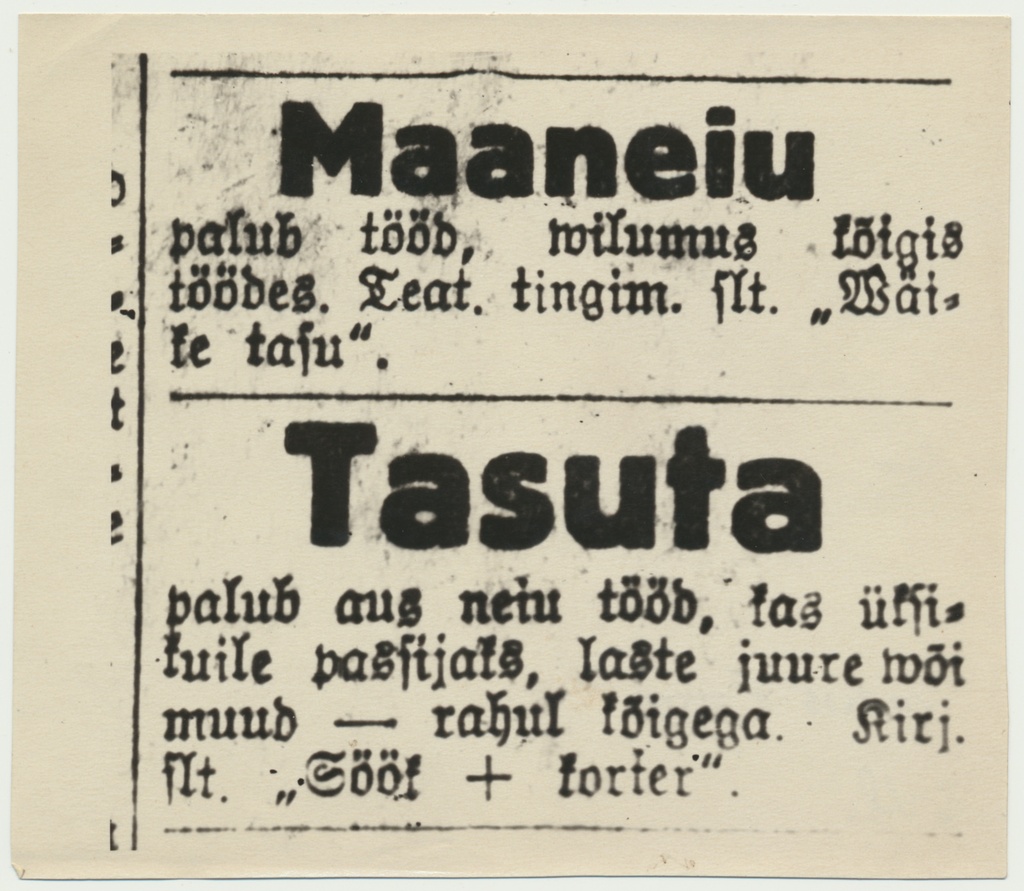 Maaneiu
palub tööd, wilumus kõigis
töödes. Teat. tingim. slt. „Wäi-
ke tasu“.
Tasuta
palub aus neiu tööd, kas üksi-
kuile passijaks, laste juure wõi
muud — rahul kõigega. Kirj.
slt. „Söök + korter“.